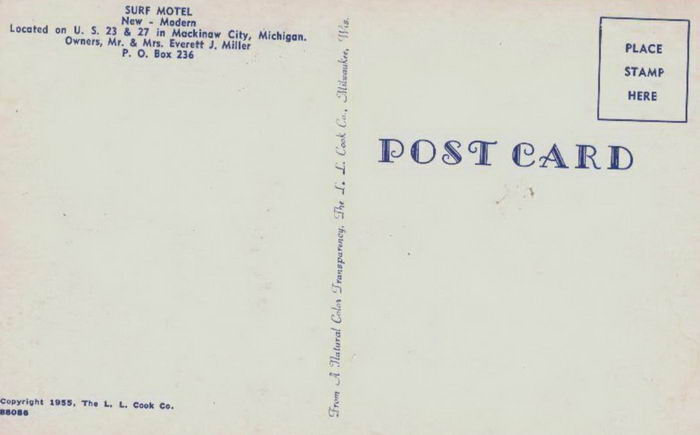 SURF MOTEL
New - Modern
Located on U. S. 23 & 27 in Mackinaw City, Michigan.
Owners, Mr. & Mrs. Everett J. Miller
P. O. Box 236
Copyright 1955, The L. L. Cook Co.
88086
From A Natural Color Transparency, The L. L. Cook Co., Milwaukee, Wis.
PLACE
STAMP
HERE
POST CARD